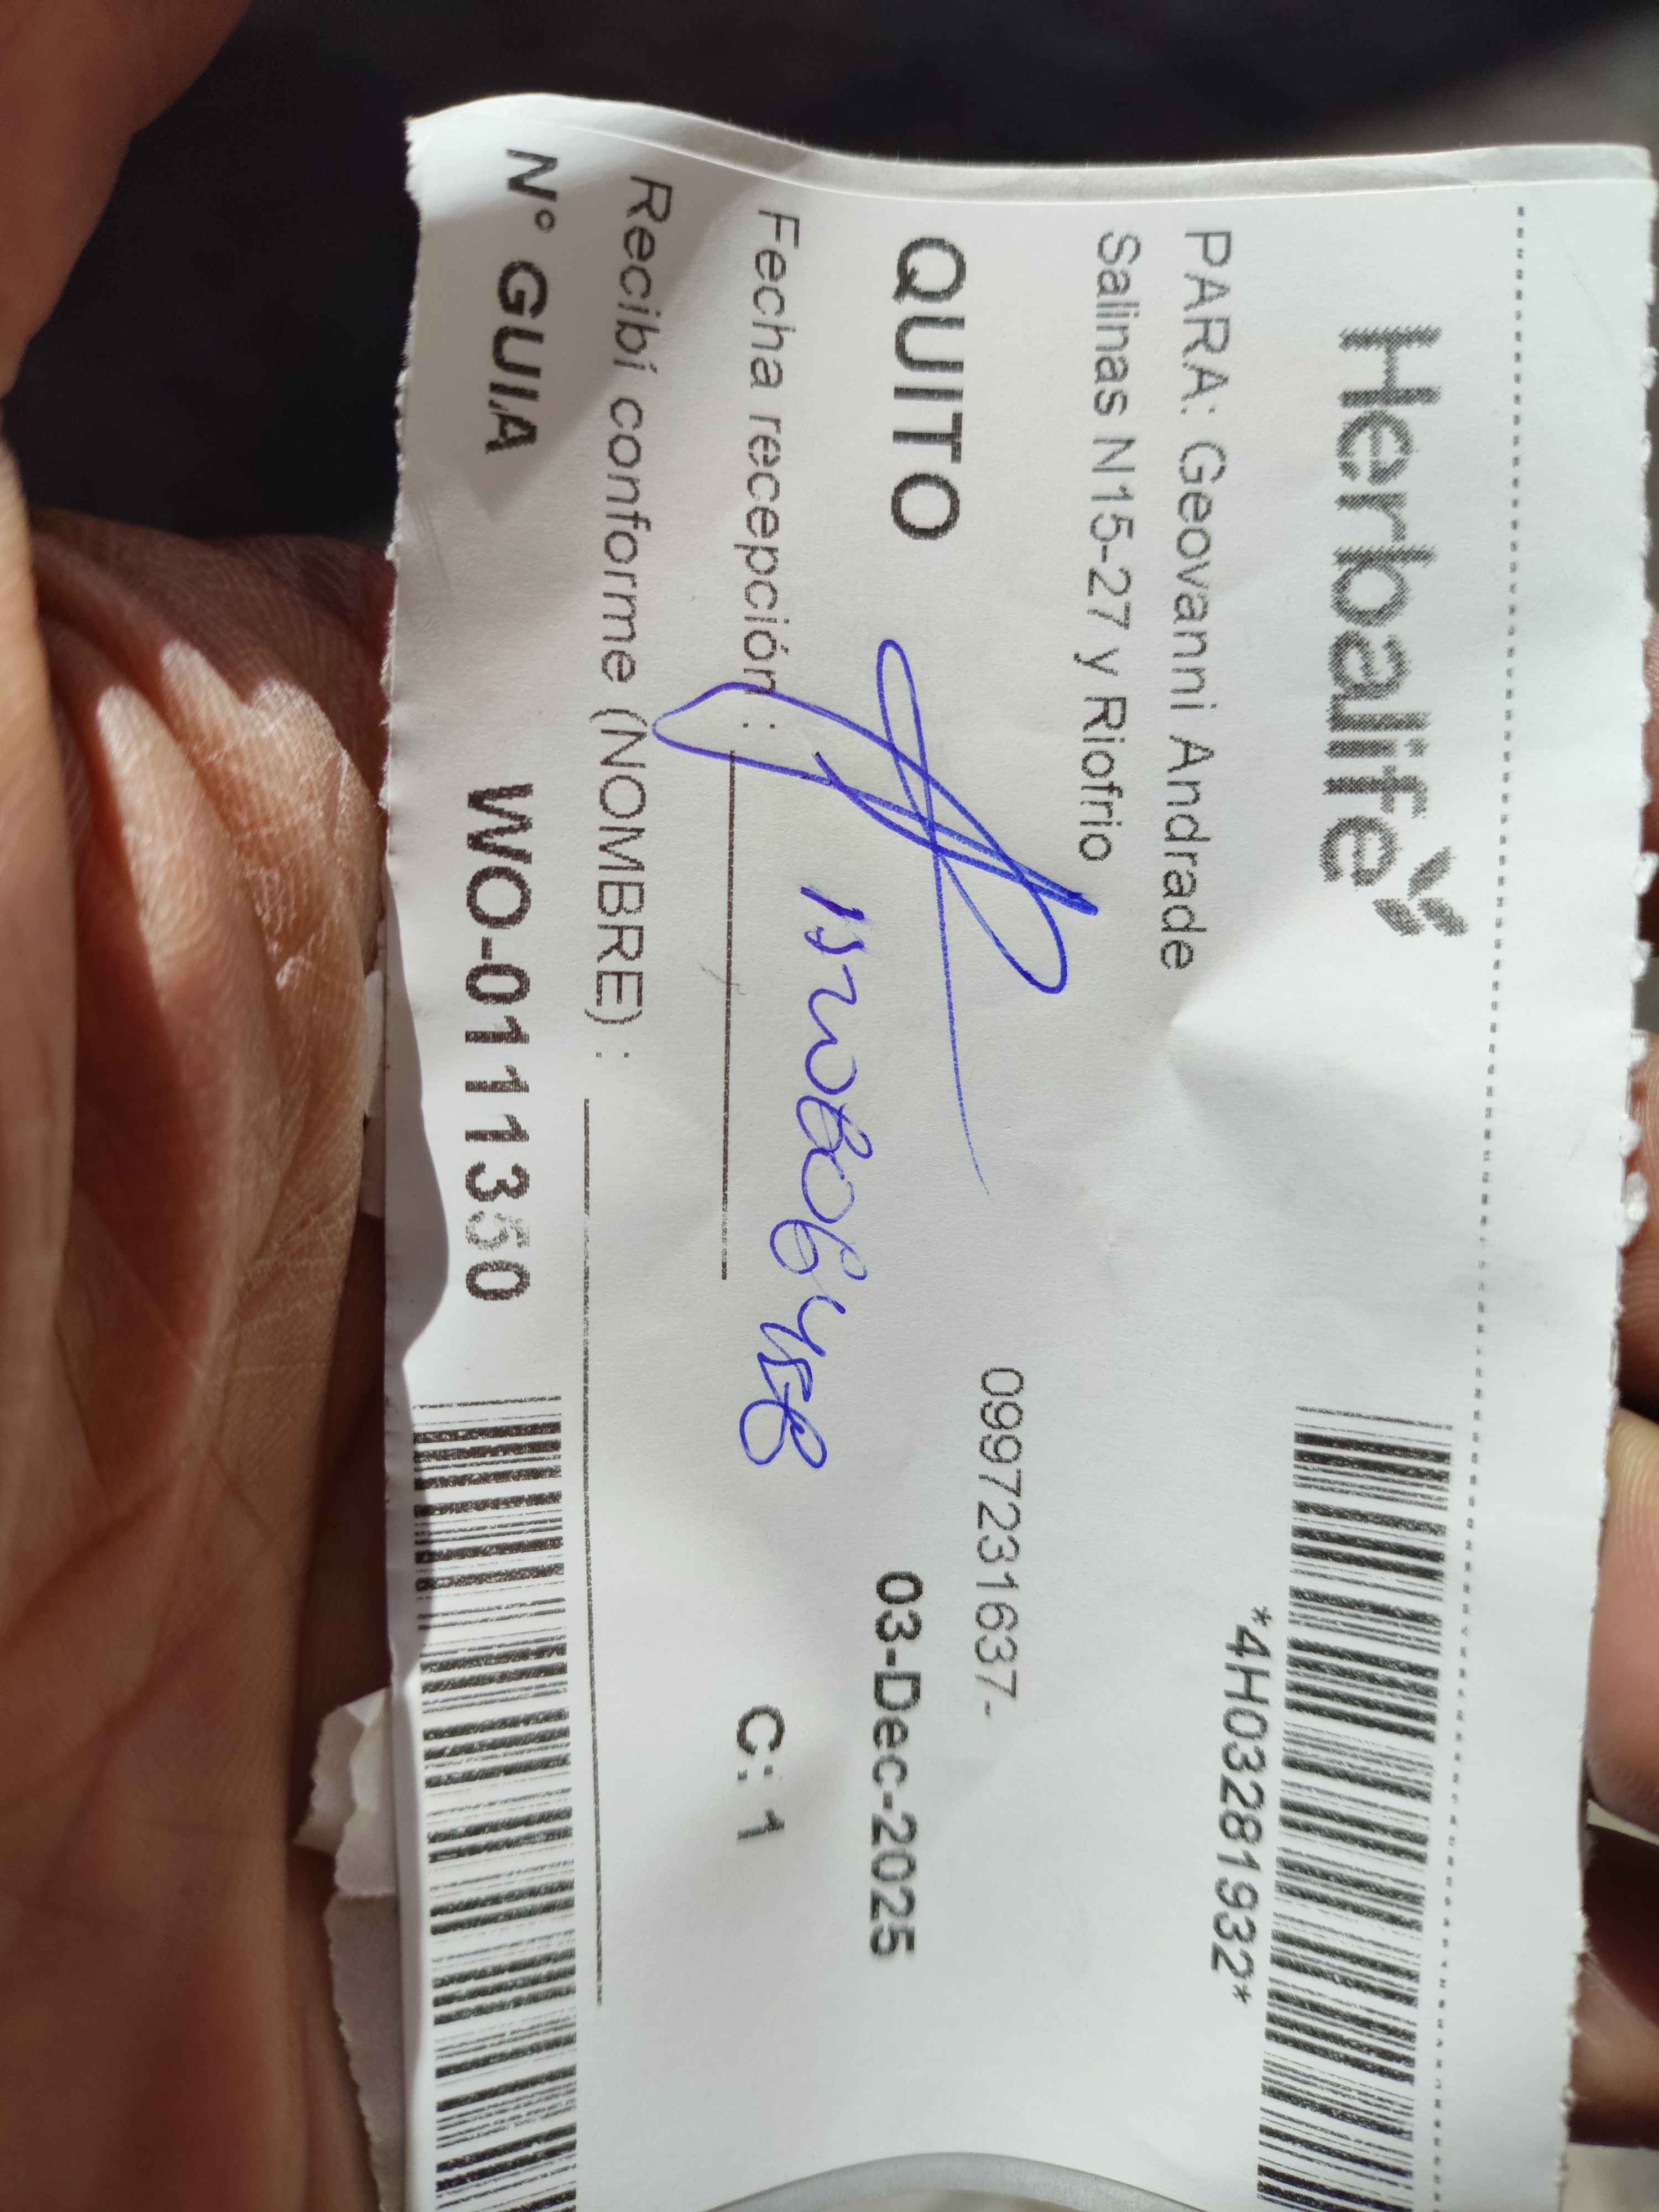 Herbalife
*4H03281932*
PARA: Geovanni Andrade
Salinas N15-27 y Riofrio
0997231637-
QUITO
03-Dec-2025
Fecha recepción :
C: 1
Recibí conforme (NOMBRE) :
N° GUIA WO-0111350